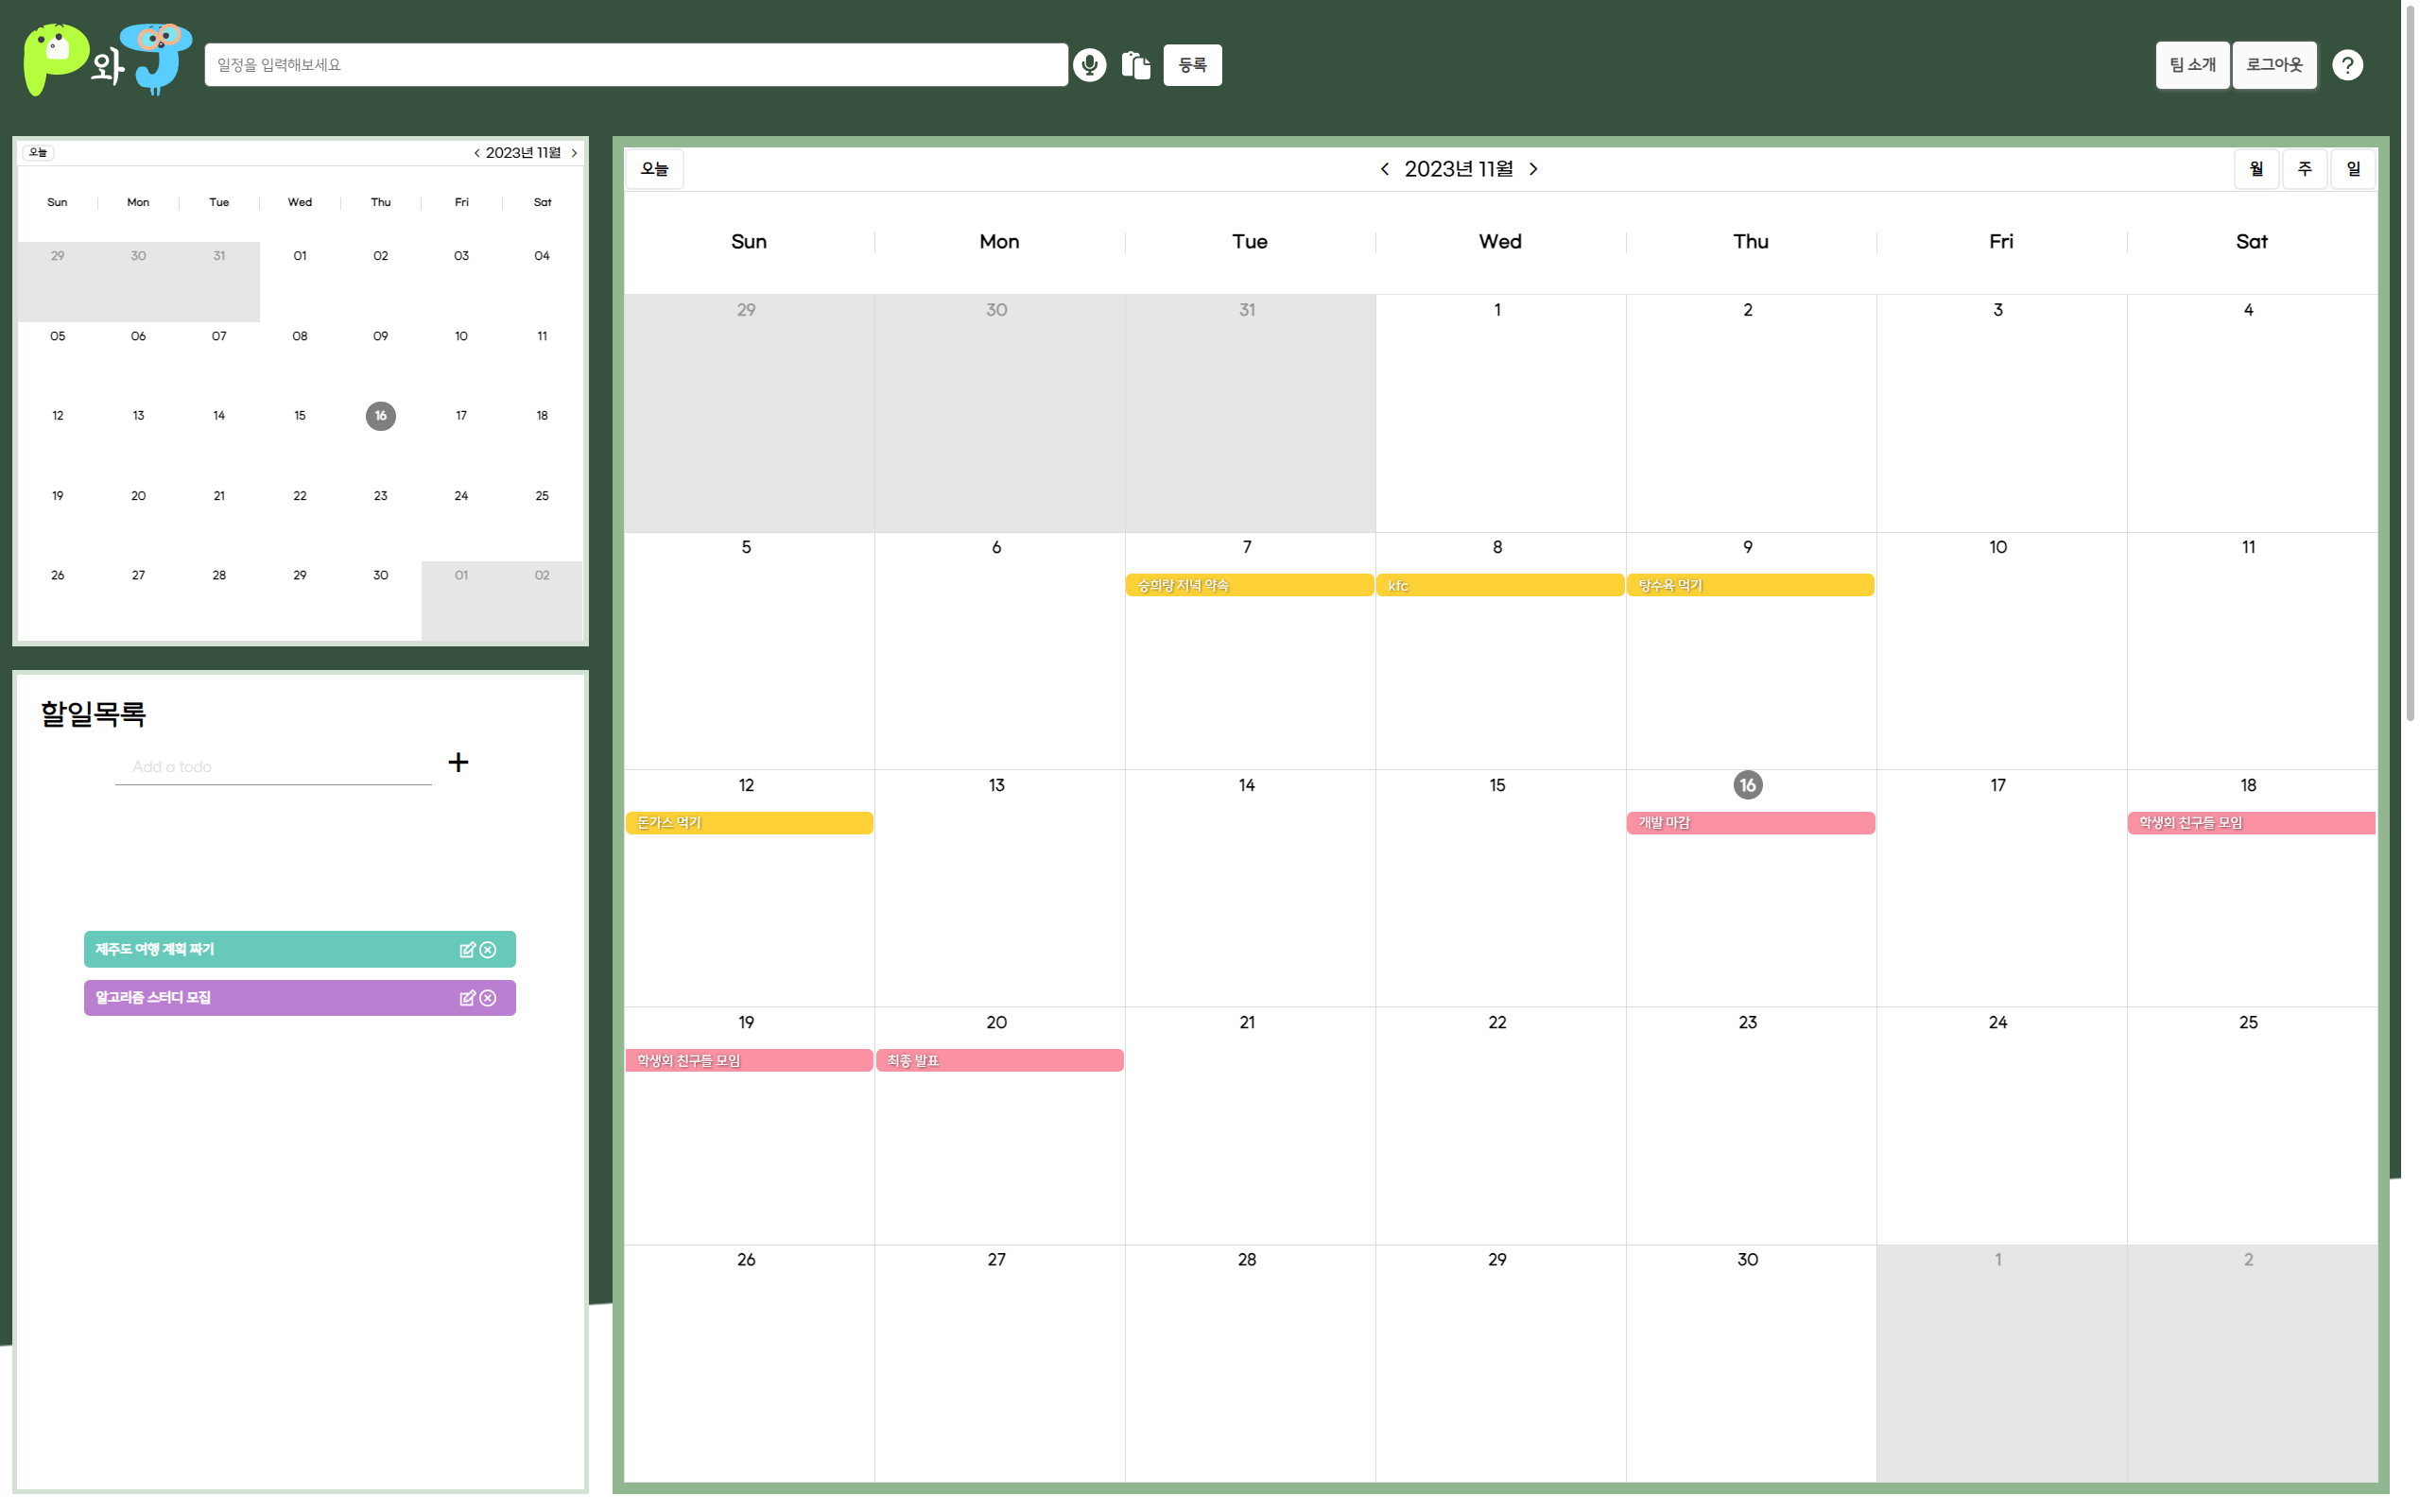 P와J
일정을 입력해보세요
등록
팀 소개 로그아웃 ?
오늘 < 2023년 11월 >
Sun Mon Tue Wed Thu Fri Sat
29 30 31 01 02 03 04
05 06 07 08 09 10 11
12 13 14 15 16 17 18
19 20 21 22 23 24 25
26 27 28 29 30 01 02
할일목록
Add a todo +
제주도 여행 계획 짜기
알고리즘 스터디 모집
오늘 < 2023년 11월 > 월 주 일
Sun Mon Tue Wed Thu Fri Sat
29 30 31 1 2 3 4
5 6 7 8 9 10 11
승희랑 저녁 약속 kfc 탕수육 먹기
12 13 14 15 16 17 18
돈가스 먹기 개발 마감 학생회 친구들 모임
19 20 21 22 23 24 25
학생회 친구들 모임 최종 발표
26 27 28 29 30 1 2